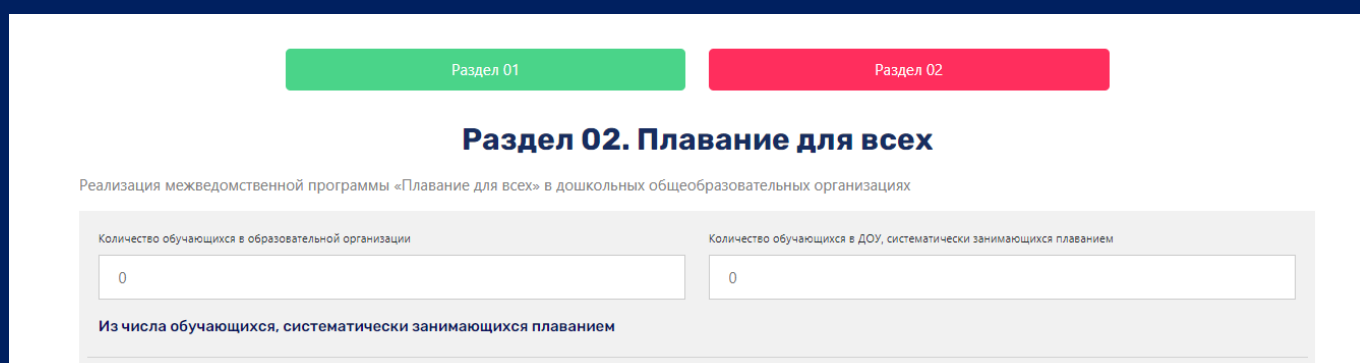 Раздел 01
Раздел 02
Раздел 02. Плавание для всех
Реализация межведомственной программы «Плавание для всех» в дошкольных общеобразовательных организациях
Количество обучающихся в образовательной организации
Количество обучающихся в ДОУ, систематически занимающихся плаванием
0
0
Из числа обучающихся, систематически занимающихся плаванием